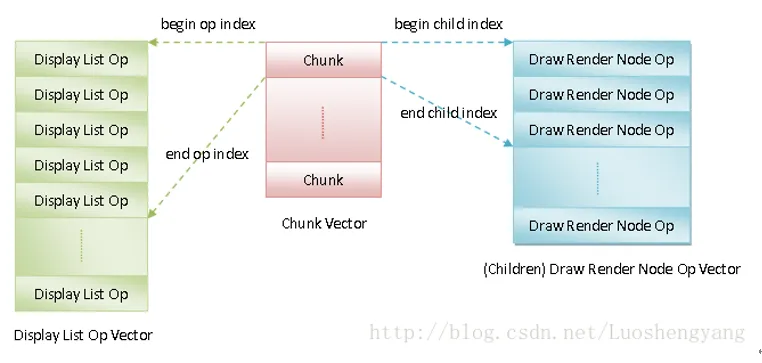 begin op index
begin child index
Display List Op
Chunk
Draw Render Node Op
Display List Op
Draw Render Node Op
end child index
Display List Op
Draw Render Node Op
end op index
Display List Op
Chunk
Display List Op
Chunk Vector
Draw Render Node Op
(Children) Draw Render Node Op Vector
Display List Op
Display List Op Vector
http://blog.csdn.net/Luoshengyang